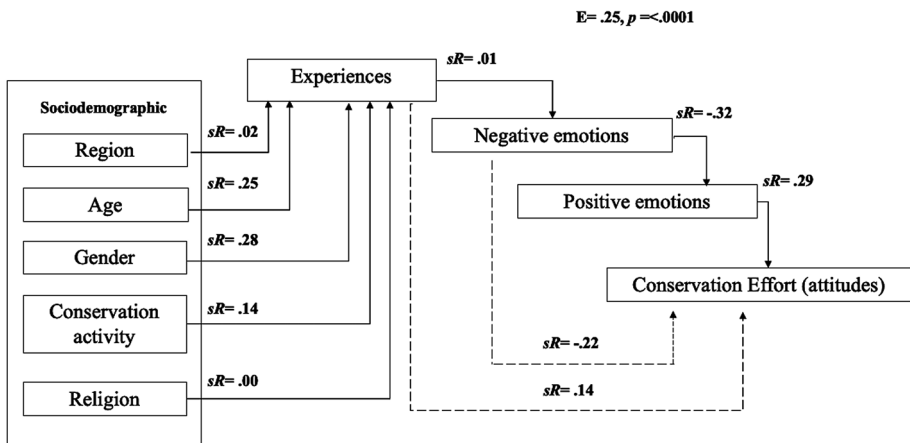 E= .25, p =<.0001
Experiences
sR= .01
Sociodemographic
sR= .02
Region
sR= .25
Age
sR= .28
Gender
sR= .14
Conservation
activity
sR= .00
Religion
sR= -.32
Negative emotions
sR= .29
Positive emotions
Conservation Effort (attitudes)
sR= -.22
sR= .14